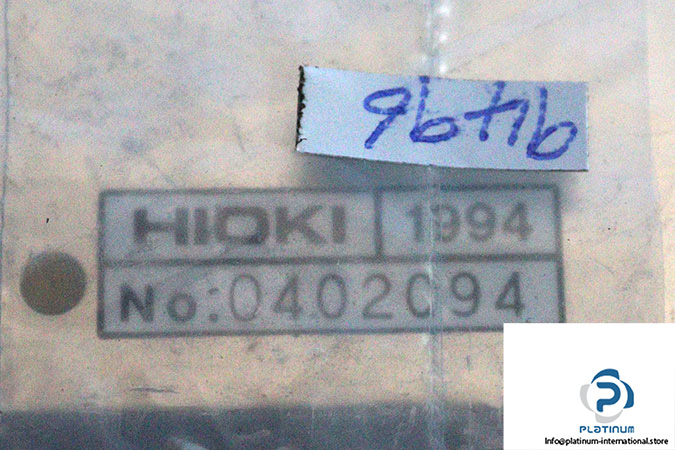 HIOKI 1994
No:0402094
PLATINUM
Info@platinum-international.store